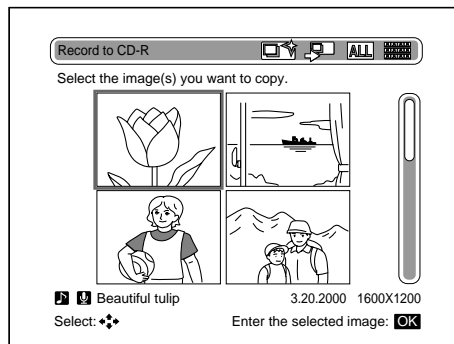 Record to CD-R ALL
Select the image(s) you want to copy.
Beautiful tulip 3.20.2000 1600X1200
Select: Enter the selected image: OK